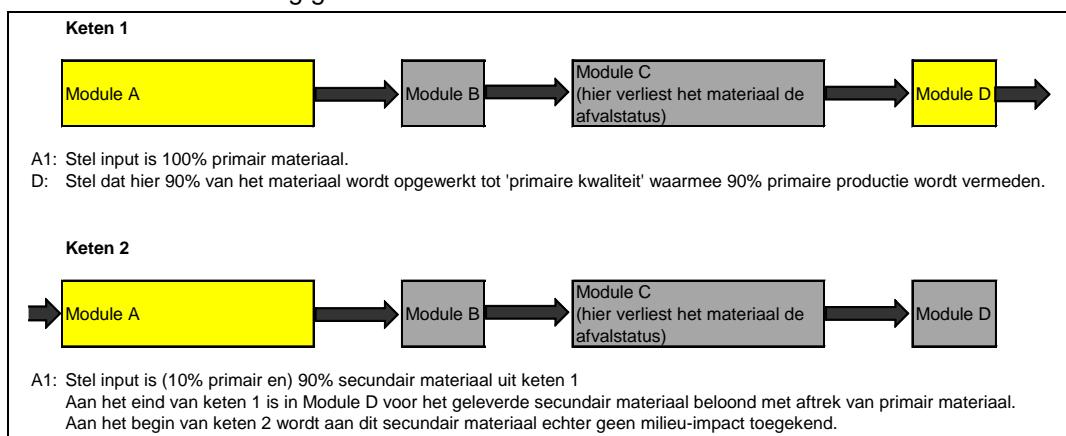 Keten 1
Module A
Module B
Module C
(hier verliest het materiaal de
afvalstatus)
Module D
A1: Stel input is 100% primair materiaal.
D: Stel dat hier 90% van het materiaal wordt opgewerkt tot 'primaire kwaliteit' waarmee 90% primaire productie wordt vermeden.
Keten 2
Module A
Module B
Module C
(hier verliest het materiaal de
afvalstatus)
Module D
A1: Stel input is (10% primair en) 90% secundair materiaal uit keten 1
Aan het eind van keten 1 is in Module D voor het geleverde secundair materiaal beloond met aftrek van primair materiaal.
Aan het begin van keten 2 wordt aan dit secundair materiaal echter geen milieu-impact toegekend.